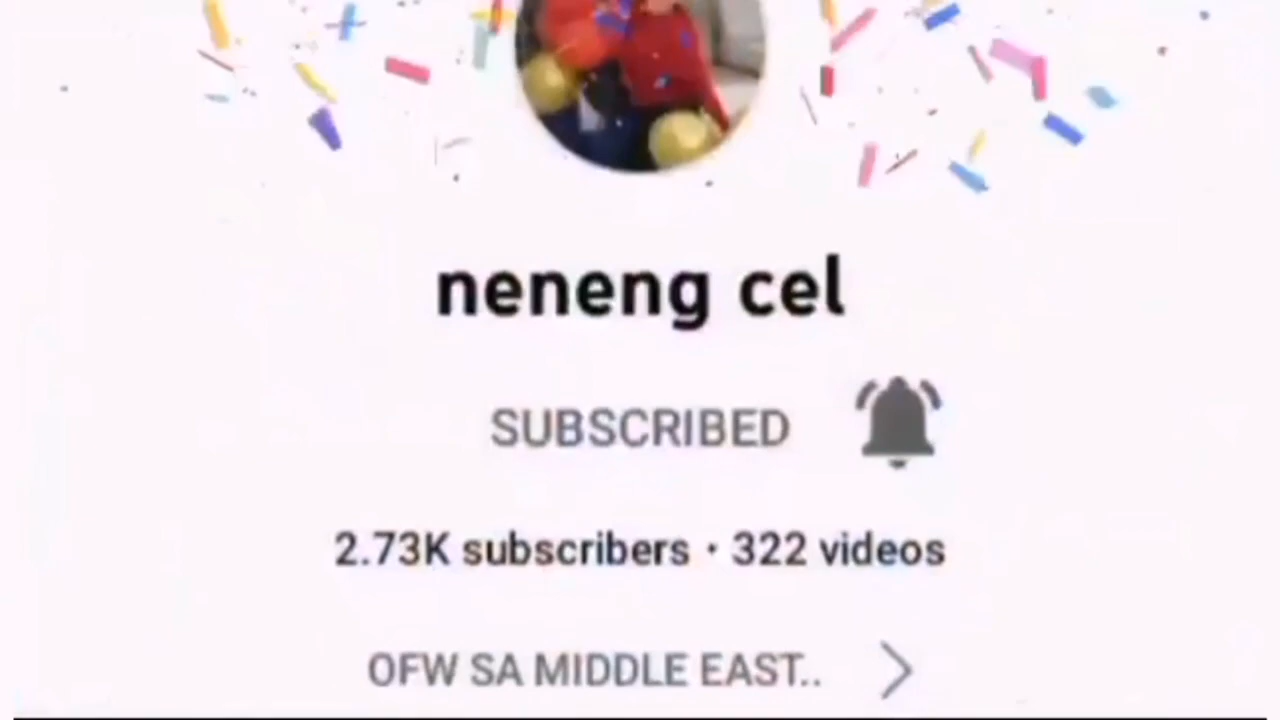 neneng cel
SUBSCRIBED
2.73K subscribers · 322 videos
OFW SA MIDDLE EAST..